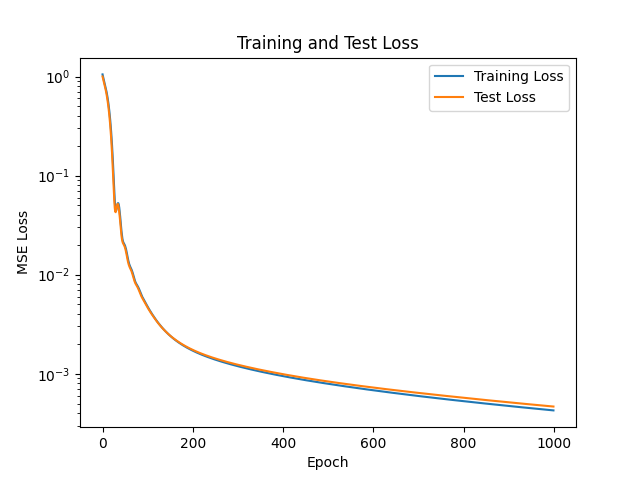 Training and Test Loss
Training Loss
Test Loss
MSE Loss
10⁰
10⁻¹
10⁻²
10⁻³
0 200 400 600 800 1000
Epoch